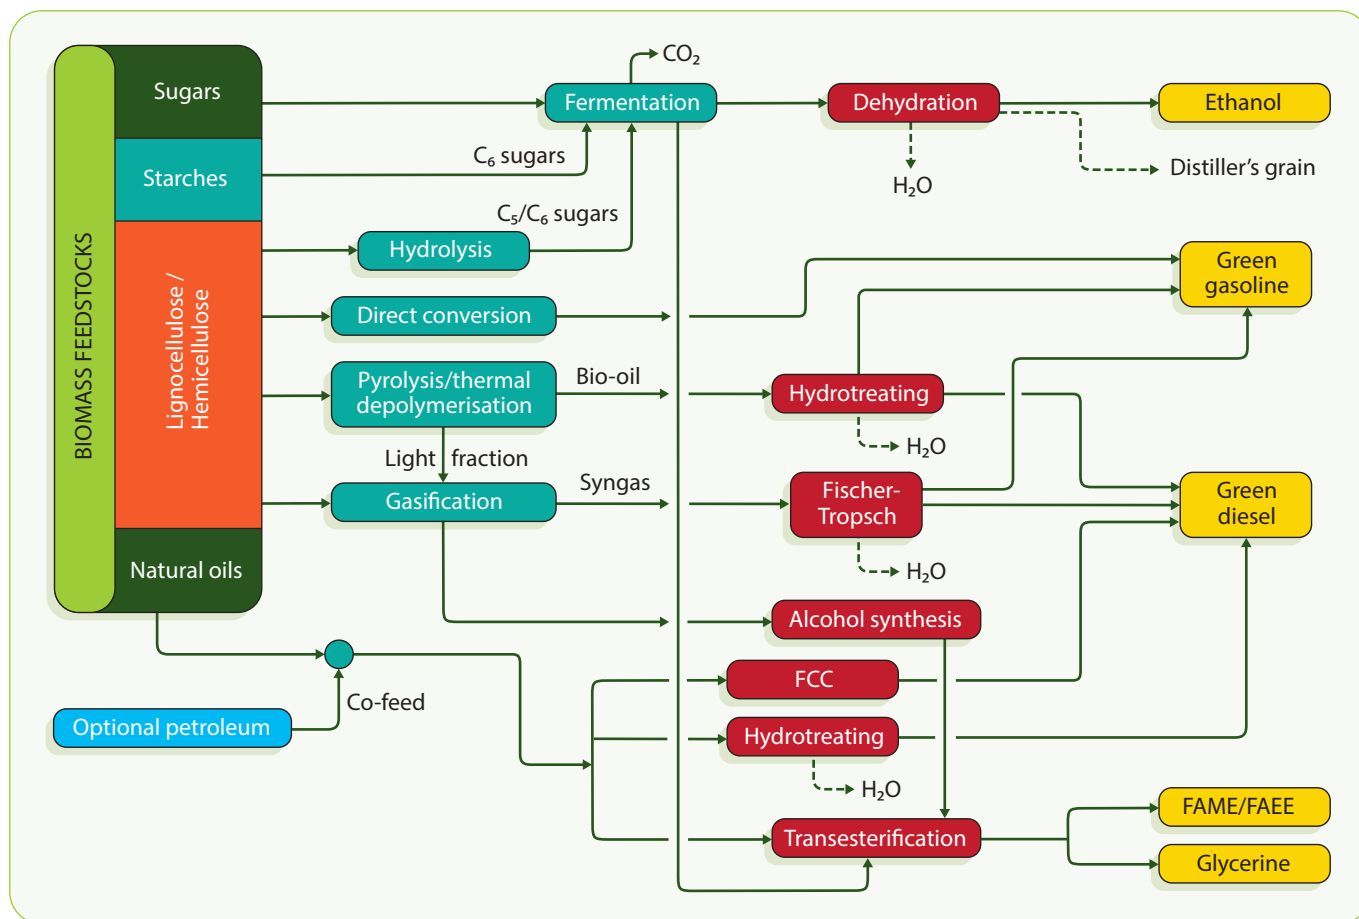 BIOMASS FEEDSTOCKS
Sugars
Starches
Lignocellulose /
Hemicellulose
Natural oils
Optional petroleum
Co-feed
CO₂
Fermentation
Dehydration
Ethanol
C₆ sugars
H₂O
Distiller’s grain
C₅/C₆ sugars
Hydrolysis
Direct conversion
Green
gasoline
Pyrolysis/thermal
depolymerisation
Bio-oil
Hydrotreating
H₂O
Light fraction
Gasification
Syngas
Fischer-
Tropsch
H₂O
Green
diesel
Alcohol synthesis
FCC
Hydrotreating
H₂O
Transesterification
FAME/FAEE
Glycerine